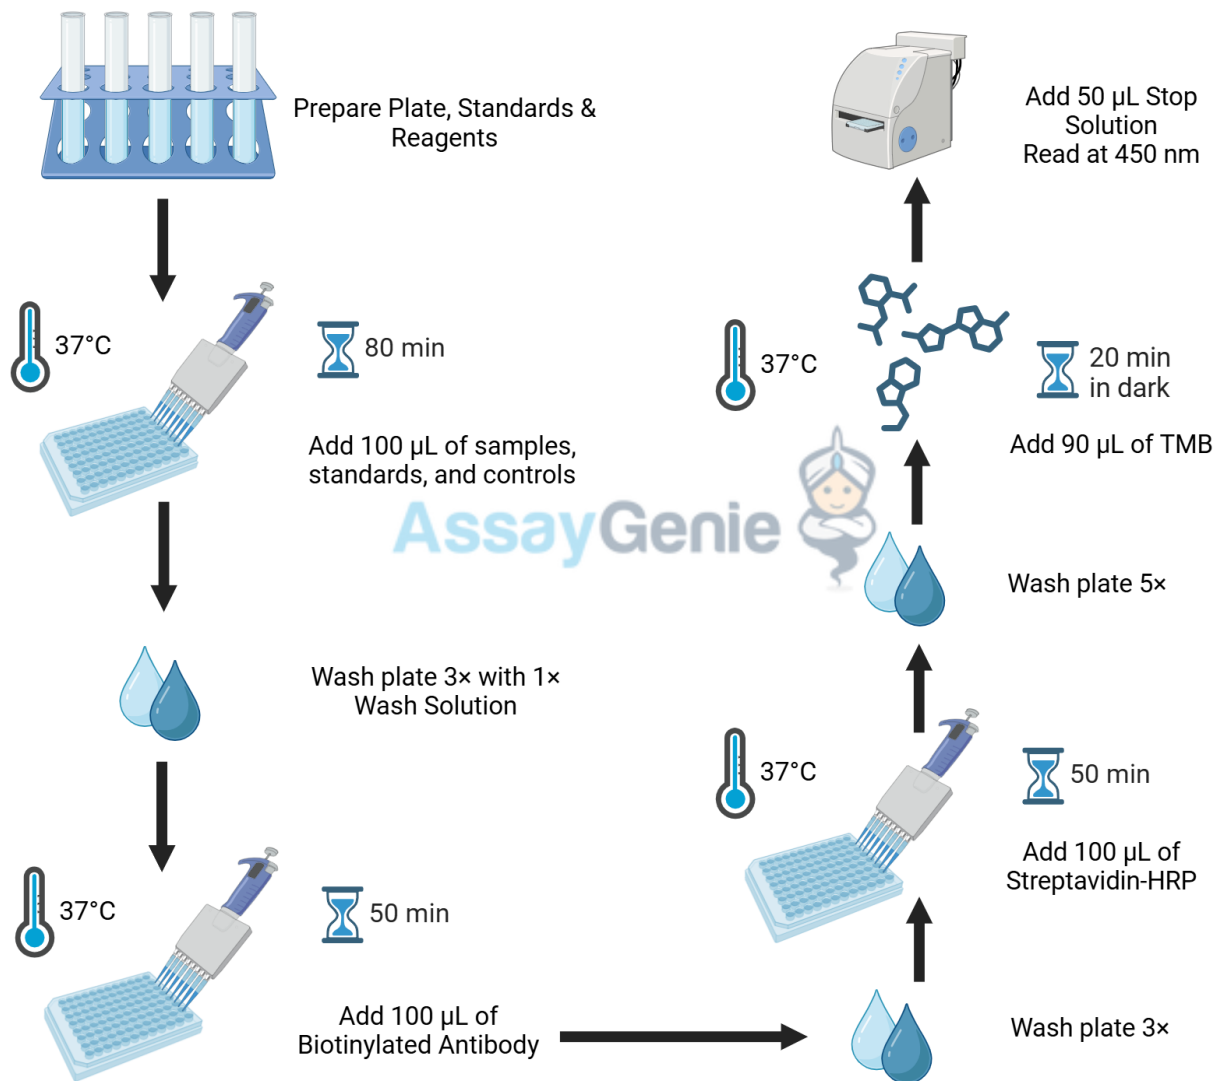 Prepare Plate, Standards &
Reagents
37°C
80 min
Add 100 µL of samples,
standards, and controls
Wash plate 3× with 1×
Wash Solution
37°C
50 min
Add 100 µL of
Biotinylated Antibody
Wash plate 3×
37°C
50 min
Add 100 µL of
Streptavidin-HRP
Wash plate 5×
37°C
20 min
in dark
Add 90 µL of TMB
Add 50 µL Stop
Solution
Read at 450 nm
AssayGenie